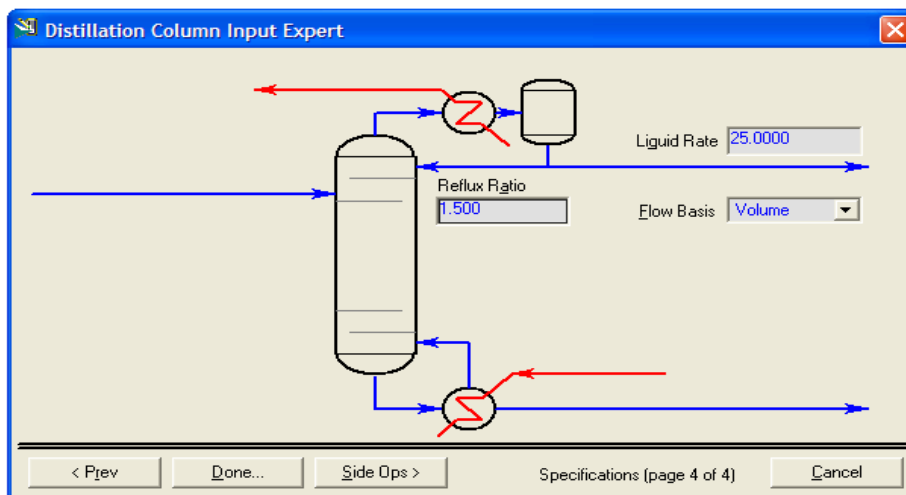 Distillation Column Input Expert
Liquid Rate 25.0000
Reflux Ratio
1.500
Flow Basis Volume
< Prev Done... Side Ops > Specifications (page 4 of 4) Cancel